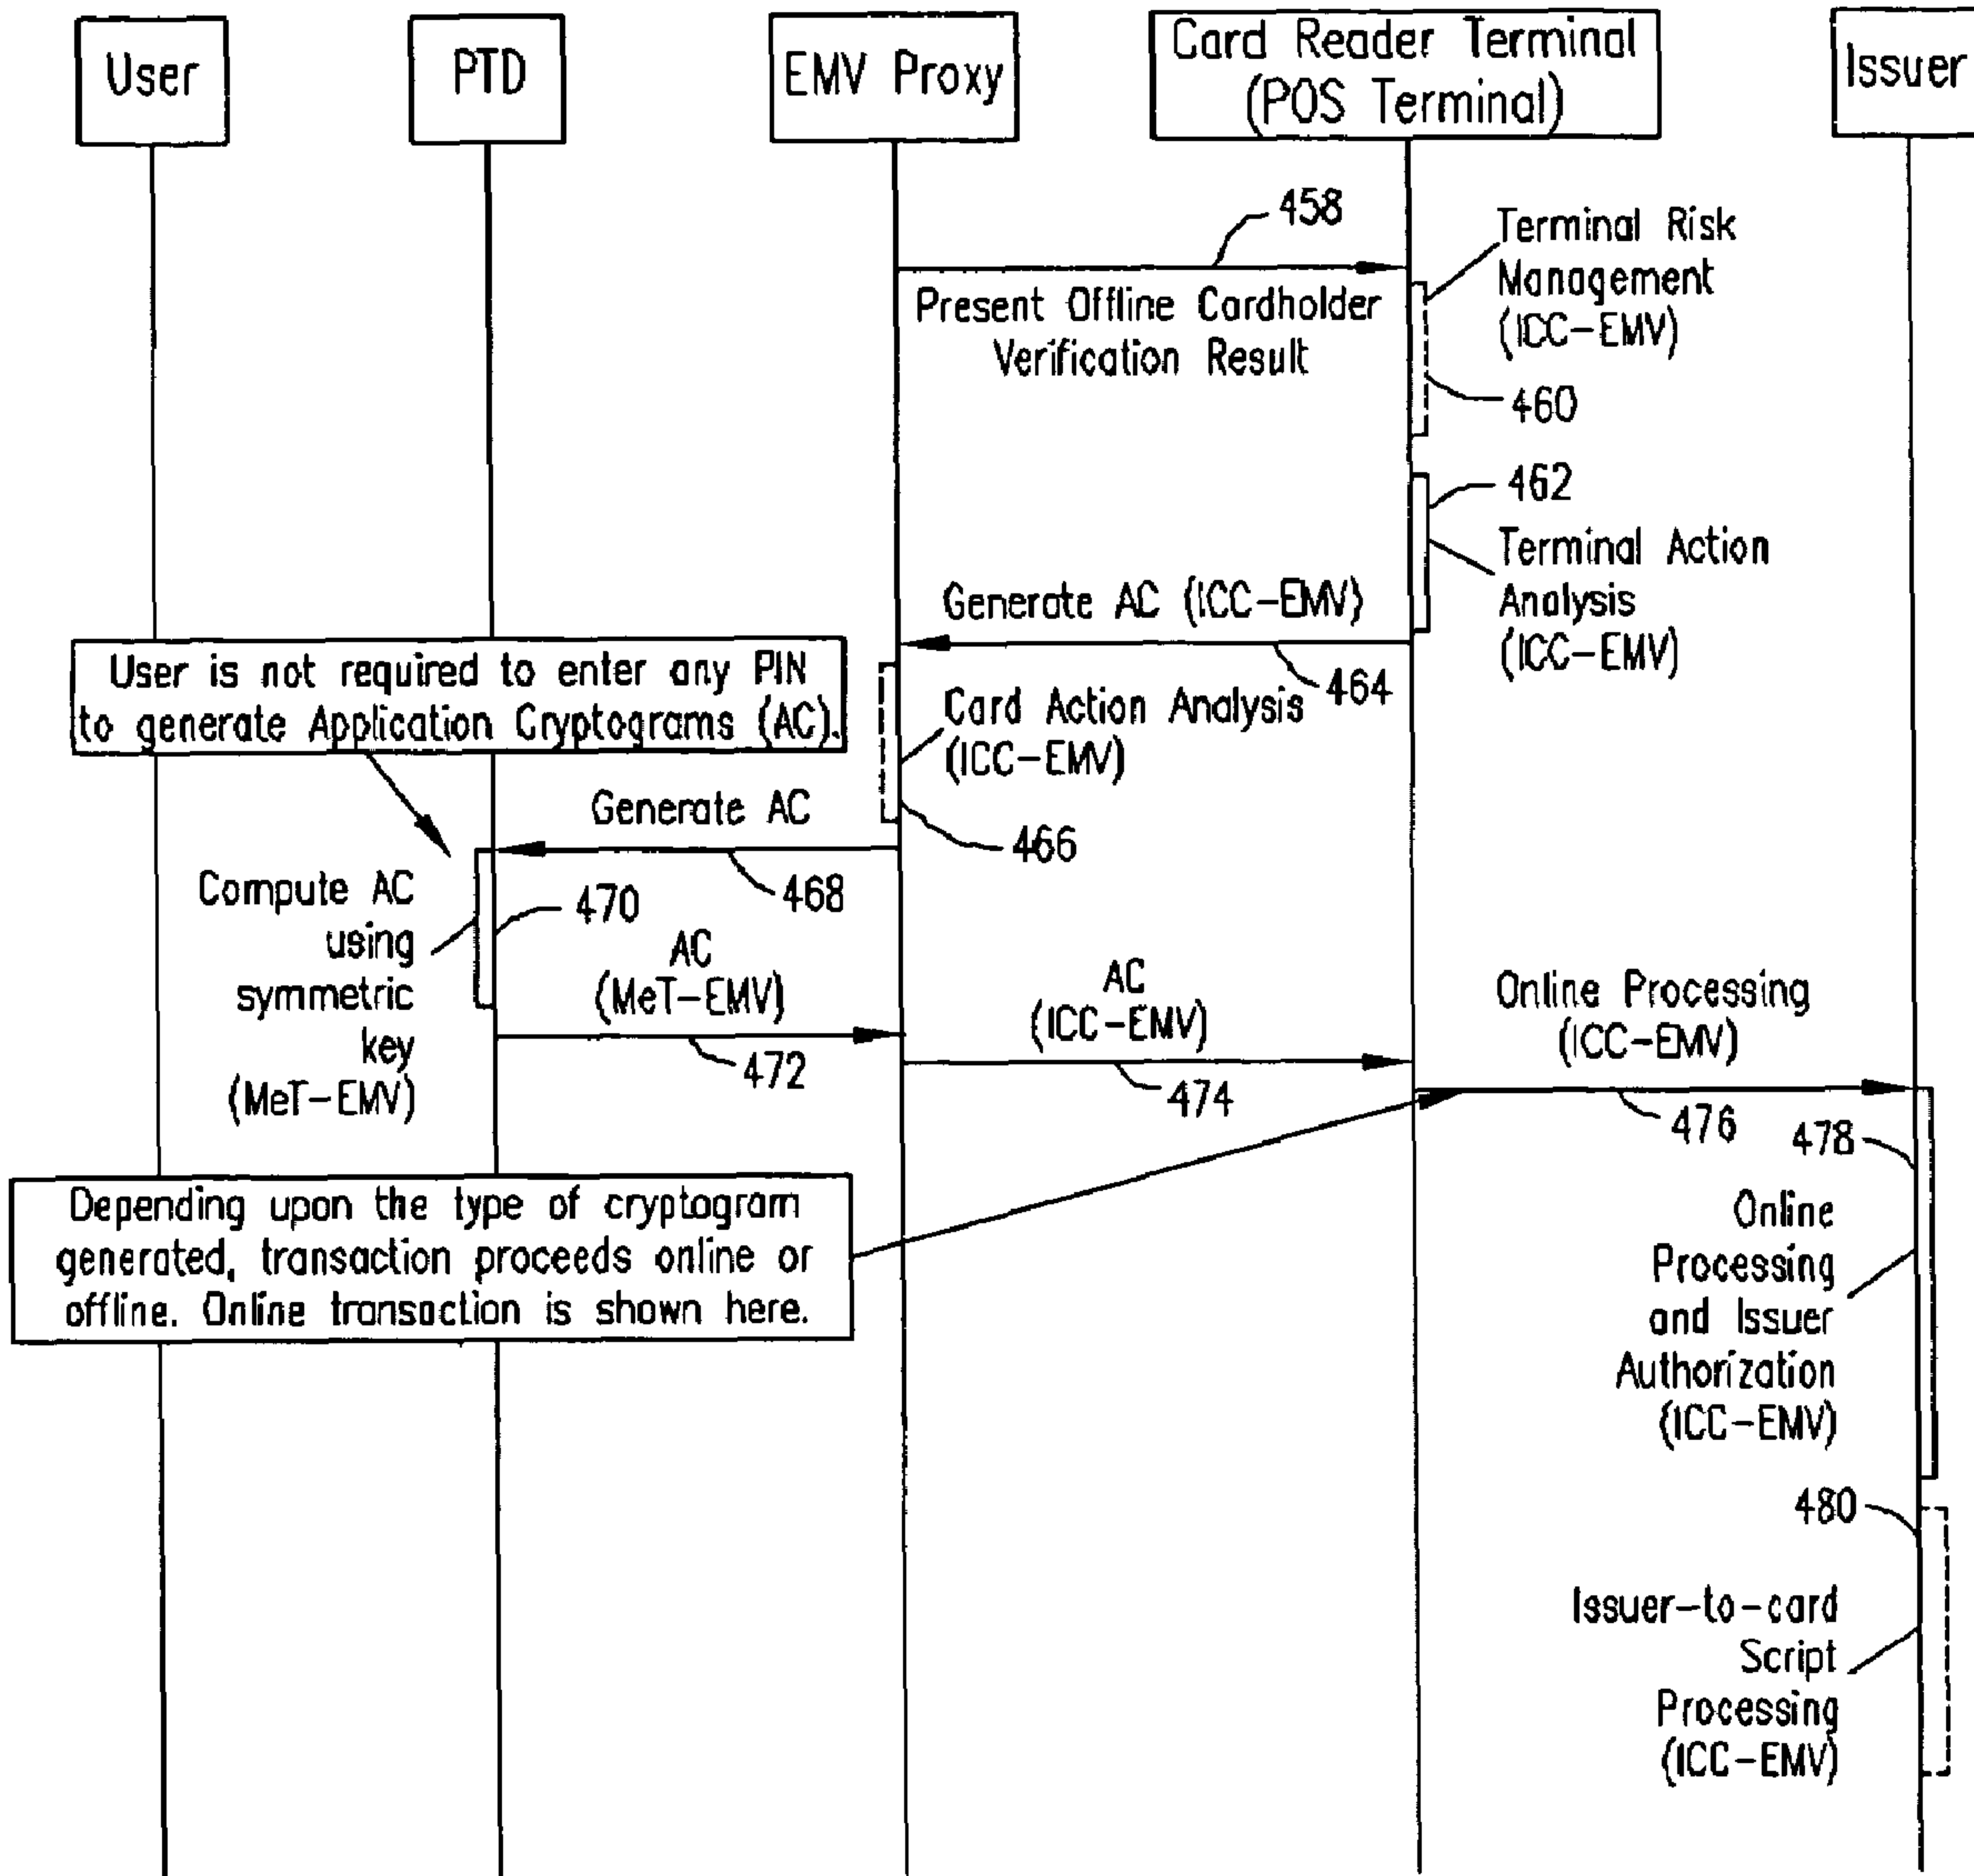 User
PTD
EMV Proxy
Card Reader Terminal
(POS Terminal)
Issuer
458
Present Offline Cardholder
Verification Result
Terminal Risk
Management
(ICC-EMV)
460
462
Terminal Action
Analysis
(ICC-EMV)
Generate AC (ICC-EMV)
464
User is not required to enter any PIN
to generate Application Cryptograms (AC).
Card Action Analysis
(ICC-EMV)
466
Generate AC
468
Compute AC
using
symmetric
key
(MeT-EMV)
470
AC
(MeT-EMV)
472
AC
(ICC-EMV)
474
Online Processing
(ICC-EMV)
476
478
Depending upon the type of cryptogram
generated, transaction proceeds online or
offline. Online transaction is shown here.
Online
Processing
and Issuer
Authorization
(ICC-EMV)
480
Issuer-to-card
Script
Processing
(ICC-EMV)